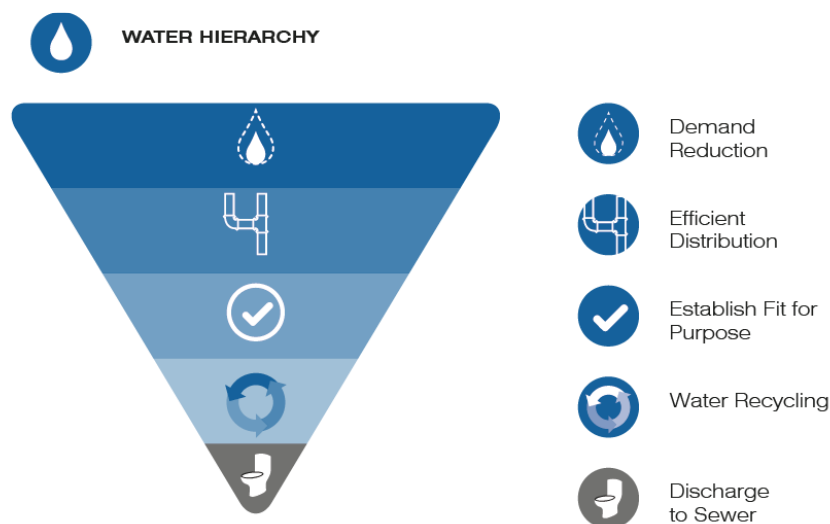 WATER HIERARCHY
Demand
Reduction
Efficient
Distribution
Establish Fit for
Purpose
Water Recycling
Discharge
to Sewer